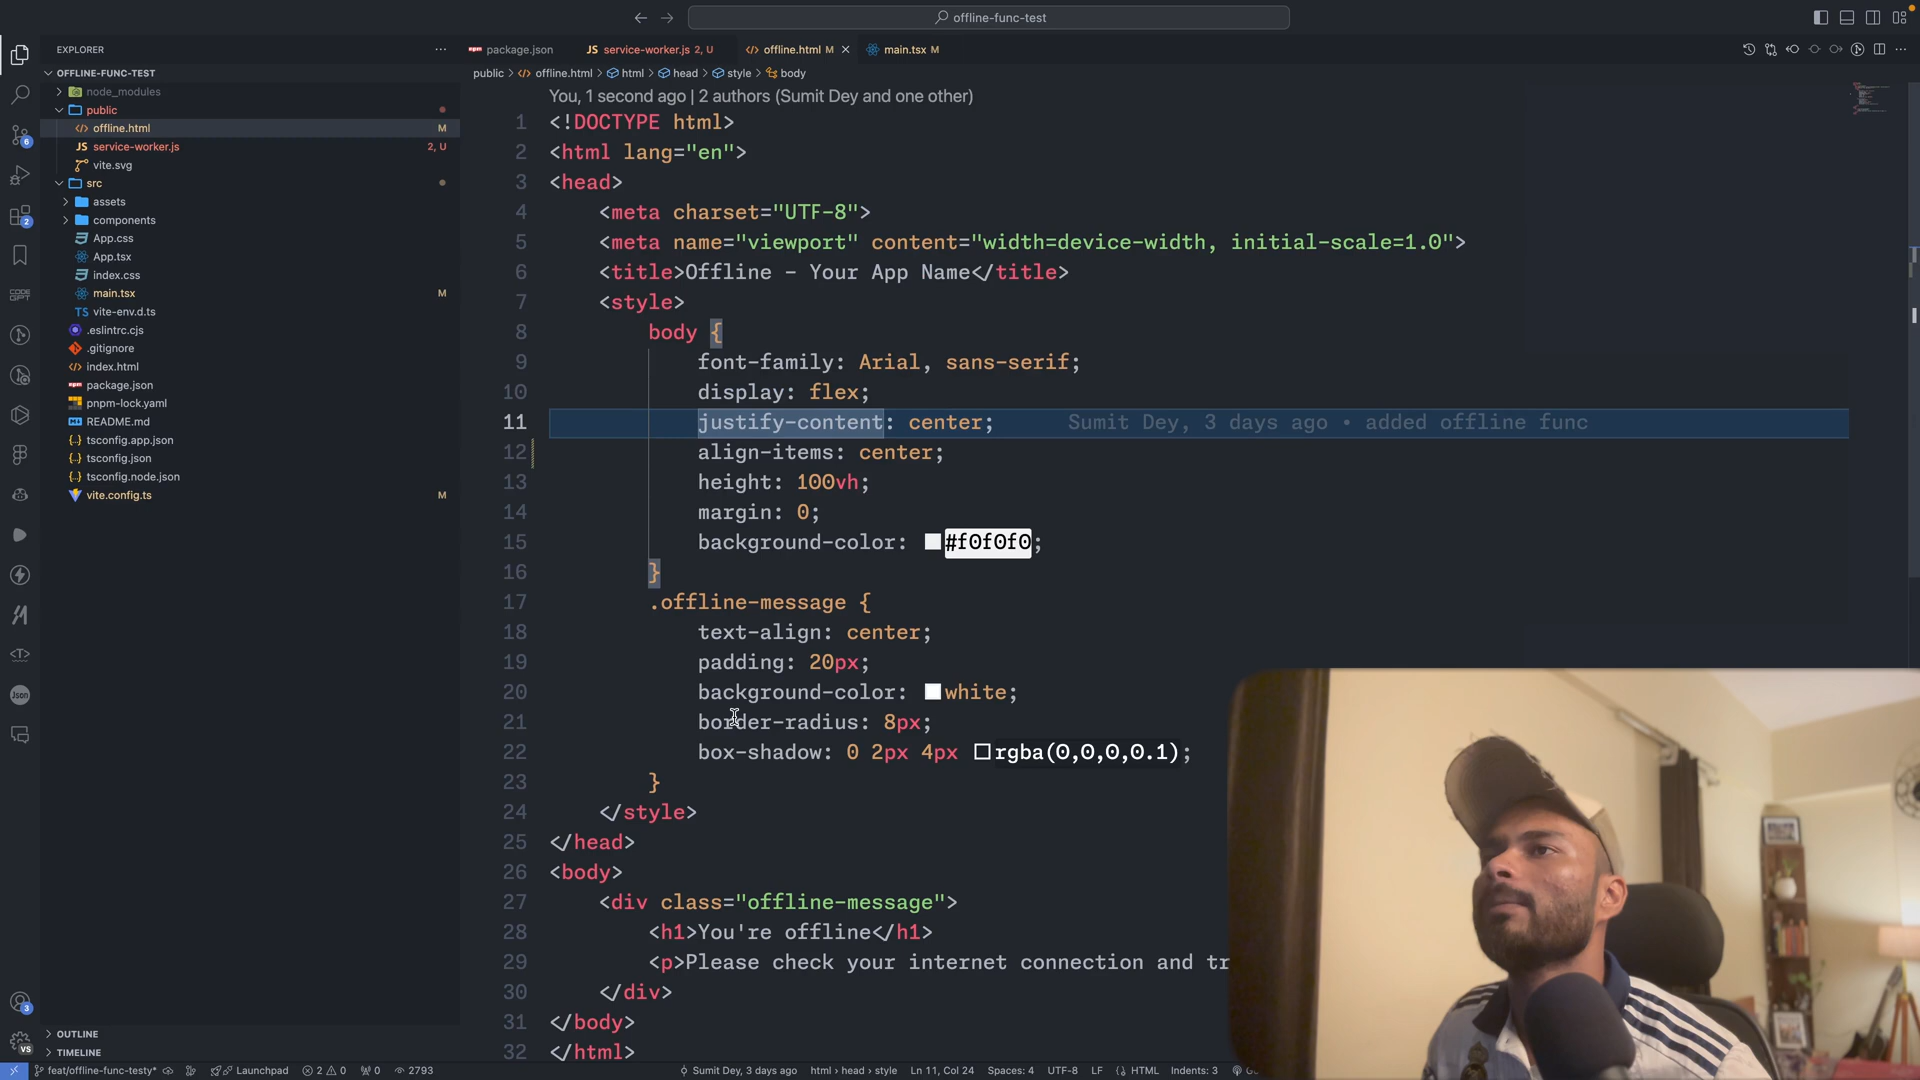 offline-func-test
EXPLORER
package.json
JS service-worker.js 2, U
offline.html M
main.tsx M
OFFLINE-FUNC-TEST
public > offline.html > html > head > style > body
node_modules
public
offline.html M
JS service-worker.js 2, U
vite.svg
src
assets
components
App.css
App.tsx
index.css
main.tsx M
TS vite-env.d.ts
.eslintrc.cjs
.gitignore
index.html
package.json
pnpm-lock.yaml
README.md
tsconfig.app.json
tsconfig.json
tsconfig.node.json
vite.config.ts M
You, 1 second ago | 2 authors (Sumit Dey and one other)
1 <!DOCTYPE html>
2 <html lang="en">
3 <head>
4 <meta charset="UTF-8">
5 <meta name="viewport" content="width=device-width, initial-scale=1.0">
6 <title>Offline - Your App Name</title>
7 <style>
8 body {
9 font-family: Arial, sans-serif;
10 display: flex;
11 justify-content: center; Sumit Dey, 3 days ago • added offline func
12 align-items: center;
13 height: 100vh;
14 margin: 0;
15 background-color: #f0f0f0;
16 }
17 .offline-message {
18 text-align: center;
19 padding: 20px;
20 background-color: white;
21 border-radius: 8px;
22 box-shadow: 0 2px 4px rgba(0,0,0,0.1);
23 }
24 </style>
25 </head>
26 <body>
27 <div class="offline-message">
28 <h1>You're offline</h1>
29 <p>Please check your internet connection and tr
30 </div>
31 </body>
32 </html>
OUTLINE
TIMELINE
feat/offline-func-testy* Launchpad 2 0 0 2793
Sumit Dey, 3 days ago html > head > style Ln 11, Col 24 Spaces: 4 UTF-8 LF HTML Indents: 3